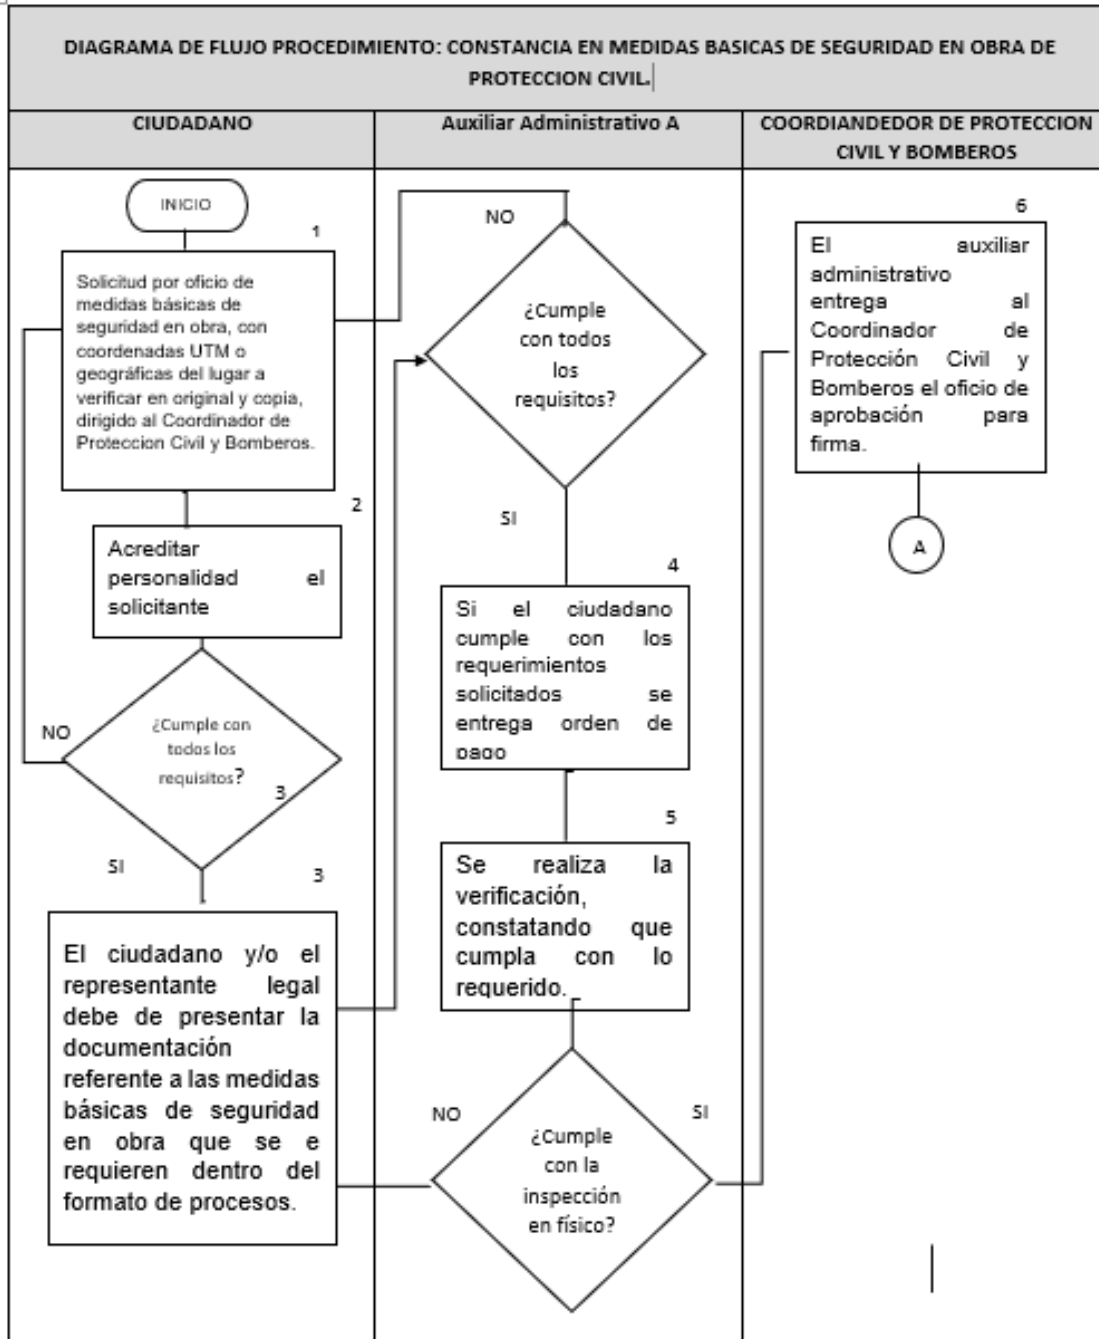 DIAGRAMA DE FLUJO PROCEDIMIENTO: CONSTANCIA EN MEDIDAS BASICAS DE SEGURIDAD EN OBRA DE
PROTECCION CIVIL.
CIUDADANO
Auxiliar Administrativo A
COORDIANDEDOR DE PROTECCION
CIVIL Y BOMBEROS
INICIO
1
Solicitud por oficio de
medidas básicas de
seguridad en obra, con
coordenadas UTM o
geográficas del lugar a
verificar en original y copia,
dirigido al Coordinador de
Proteccion Civil y Bomberos.
2
Acreditar
personalidad el
solicitante
NO
¿Cumple con
todos los
requisitos?
3
SI
3
El ciudadano y/o el
representante legal
debe de presentar la
documentación
referente a las medidas
básicas de seguridad
en obra que se e
requieren dentro del
formato de procesos.
NO
¿Cumple
con todos
los
requisitos?
SI
4
Si el ciudadano
cumple con los
requerimientos
solicitados se
entrega orden de
pago
5
Se realiza la
verificación,
constatando que
cumpla con lo
requerido.
NO
SI
¿Cumple
con la
inspección
en físico?
6
El auxiliar
administrativo
entrega al
Coordinador de
Protección Civil y
Bomberos el oficio de
aprobación para
firma.
A